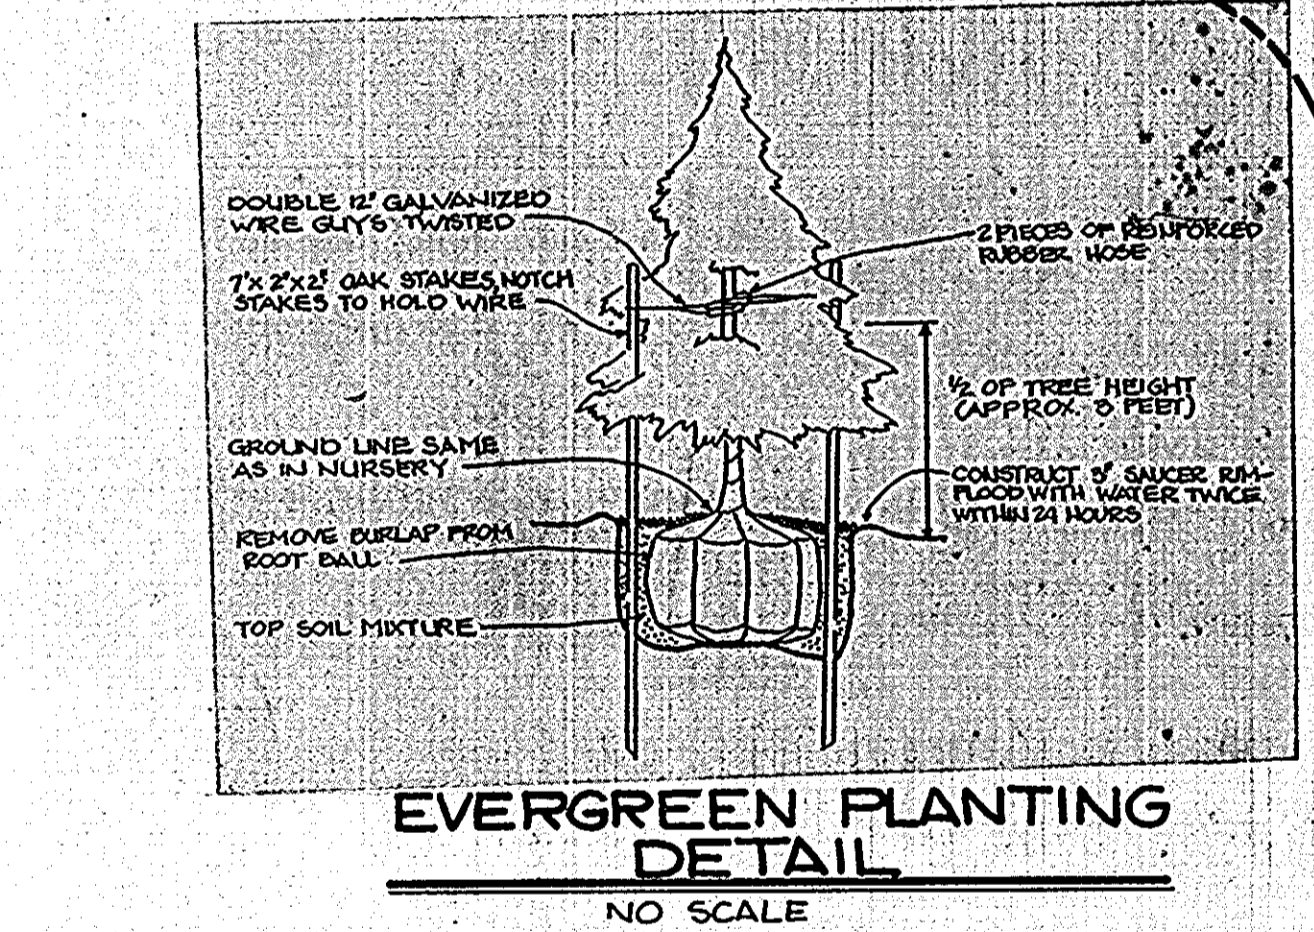 DOUBLE 12" GALVANIZED
WIRE GUYS TWISTED
7'x 2"x2" OAK STAKES, NOTCH
STAKES TO HOLD WIRE
GROUND LINE SAME
AS IN NURSERY
REMOVE BURLAP FROM
ROOT BALL
TOP SOIL MIXTURE
2 PIECES OF REINFORCED
RUBBER HOSE
½ OF TREE HEIGHT
(APPROX. 3 FEET)
CONSTRUCT 3" SAUCER RIM-
FLOOD WITH WATER TWICE
WITHIN 24 HOURS
EVERGREEN PLANTING
DETAIL
NO SCALE